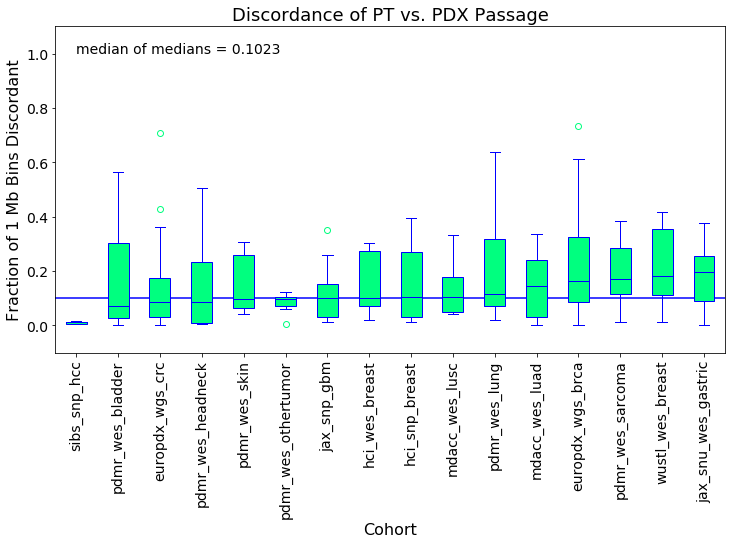 Discordance of PT vs. PDX Passage
median of medians = 0.1023
Fraction of 1 Mb Bins Discordant
1.0
0.8
0.6
0.4
0.2
0.0
sibs_snp_hcc
pdmr_wes_bladder
europdx_wgs_crc
pdmr_wes_headneck
pdmr_wes_skin
pdmr_wes_othertumor
jax_snp_gbm
hci_wes_breast
hci_snp_breast
mdacc_wes_lusc
pdmr_wes_lung
mdacc_wes_luad
europdx_wgs_brca
pdmr_wes_sarcoma
wustl_wes_breast
jax_snu_wes_gastric
Cohort